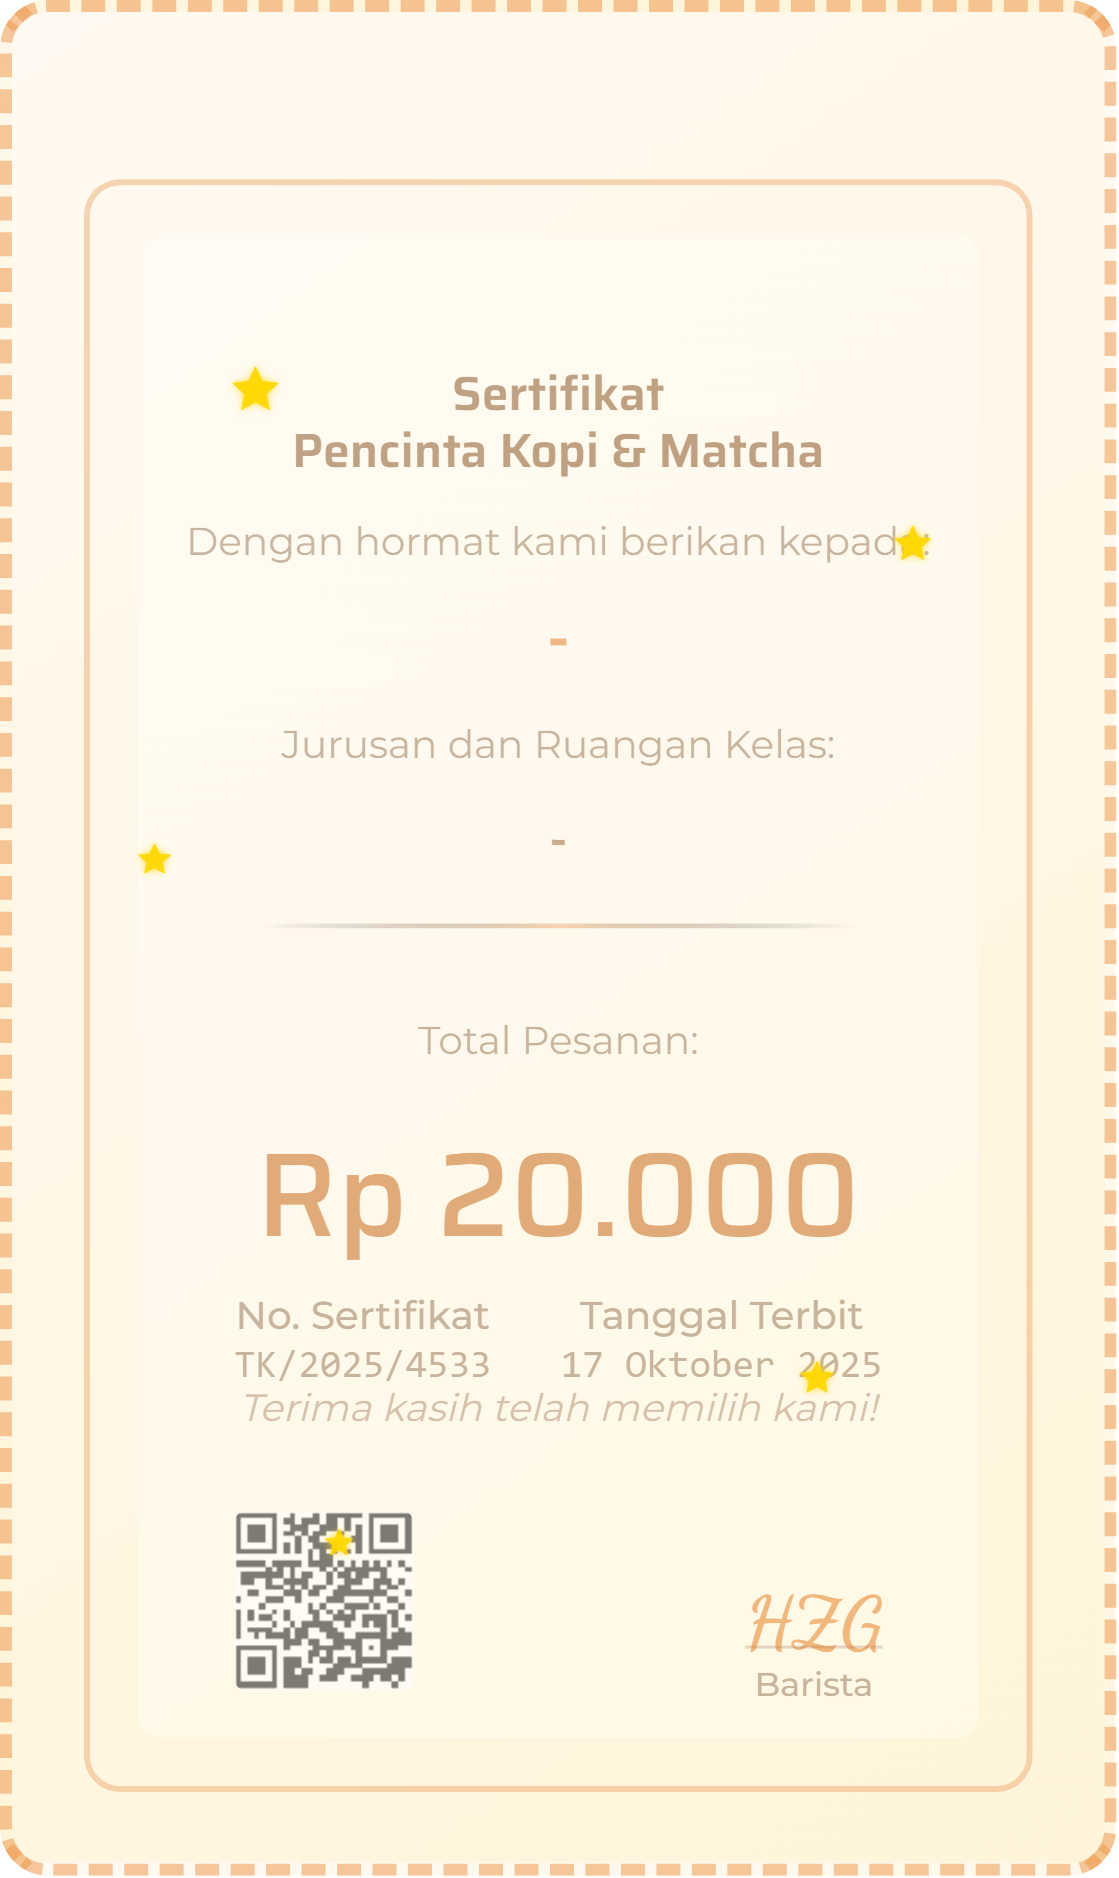 Sertifikat
Pencinta Kopi & Matcha
Dengan hormat kami berikan kepada:
-
Jurusan dan Ruangan Kelas:
-
Total Pesanan:
Rp 20.000
No. Sertifikat
TK/2025/4533
Tanggal Terbit
17 Oktober 2025
Terima kasih telah memilih kami!
HZG
Barista